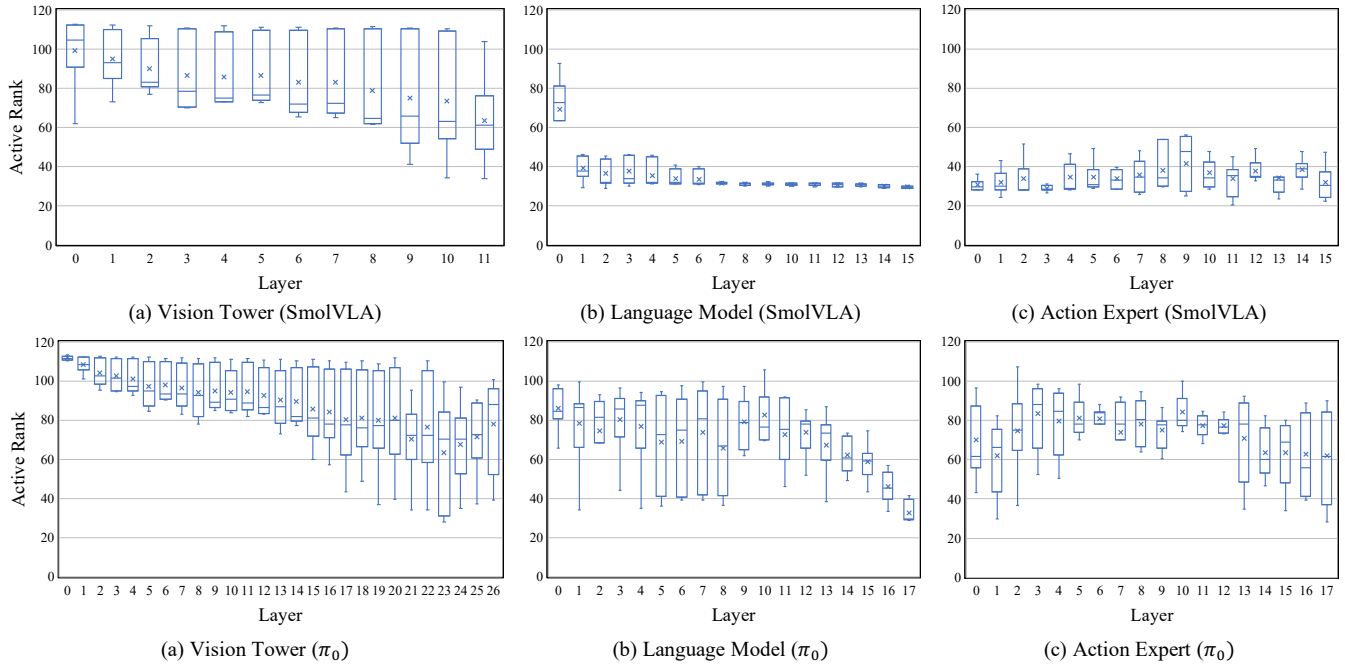 120
100
80
60
40
20
0
Active Rank
0 1 2 3 4 5 6 7 8 9 10 11
Layer
(a) Vision Tower (SmolVLA)
120
100
80
60
40
20
0
0 1 2 3 4 5 6 7 8 9 10 11 12 13 14 15
Layer
(b) Language Model (SmolVLA)
120
100
80
60
40
20
0
0 1 2 3 4 5 6 7 8 9 10 11 12 13 14 15
Layer
(c) Action Expert (SmolVLA)
120
100
80
60
40
20
0
Active Rank
0 1 2 3 4 5 6 7 8 9 10 11 12 13 14 15 16 17 18 19 20 21 22 23 24 25 26
Layer
(a) Vision Tower (π₀)
120
100
80
60
40
20
0
0 1 2 3 4 5 6 7 8 9 10 11 12 13 14 15 16 17
Layer
(b) Language Model (π₀)
120
100
80
60
40
20
0
0 1 2 3 4 5 6 7 8 9 10 11 12 13 14 15 16 17
Layer
(c) Action Expert (π₀)